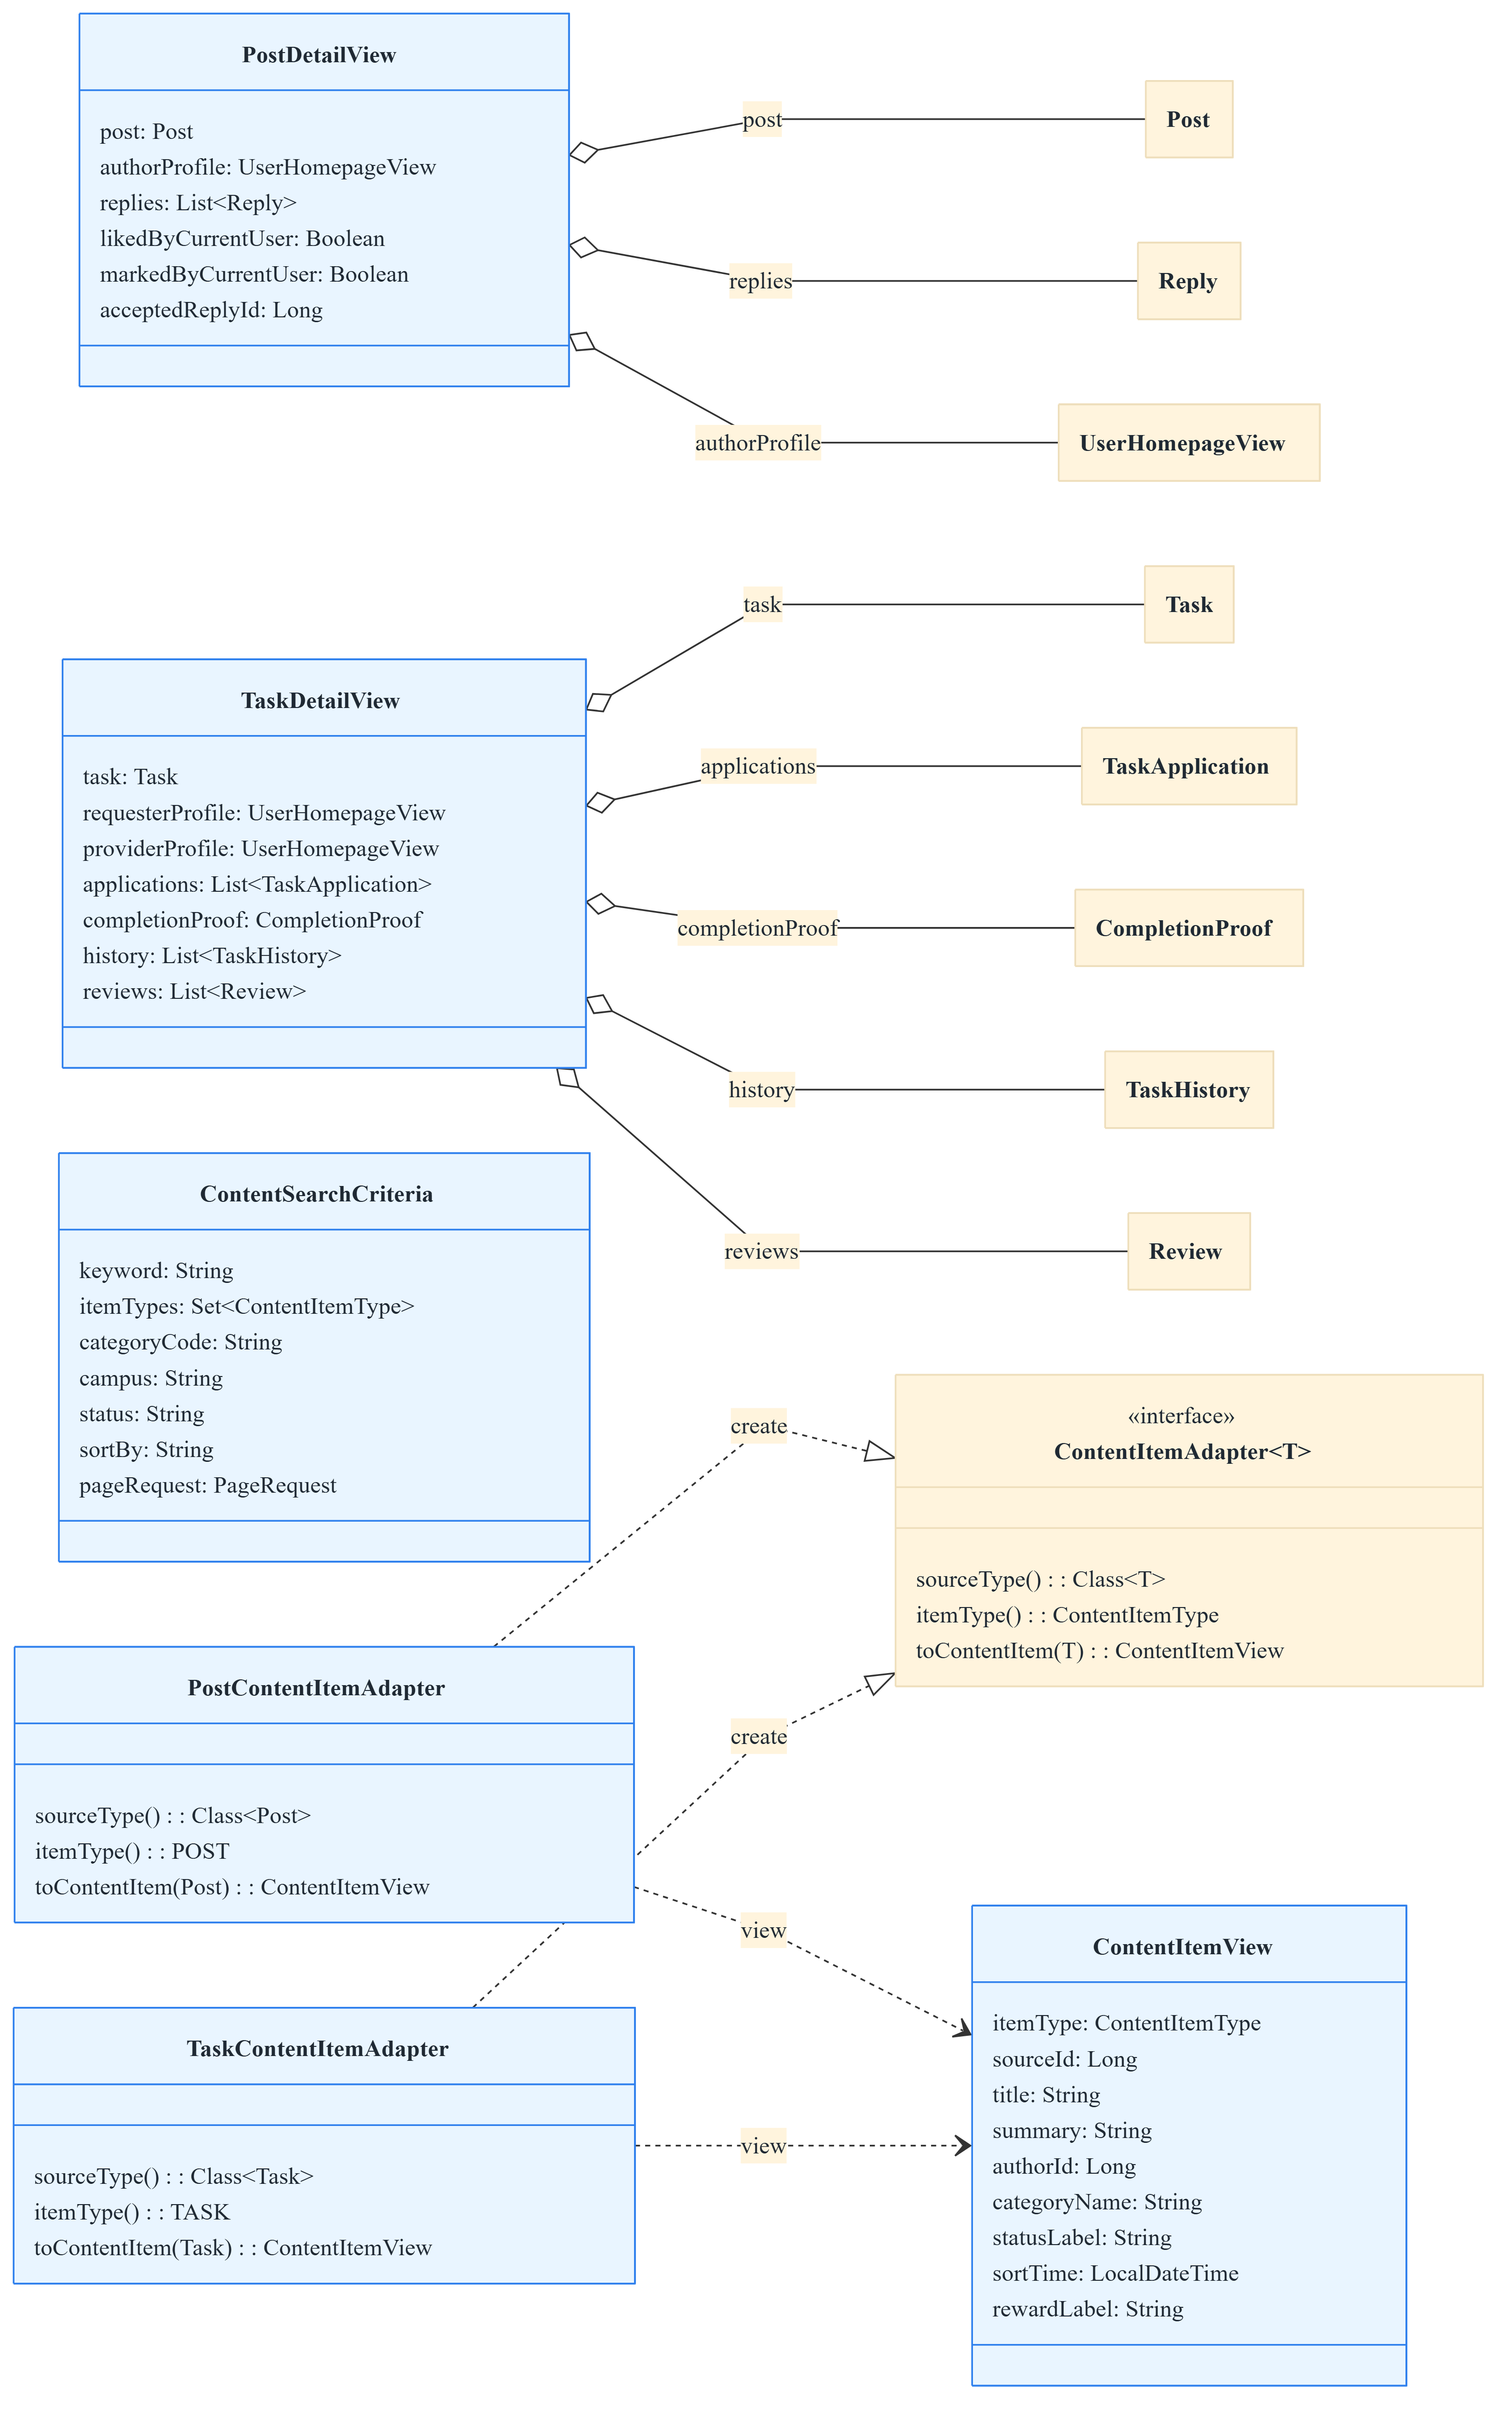 PostDetailView
post: Post
authorProfile: UserHomepageView
replies: List<Reply>
likedByCurrentUser: Boolean
markedByCurrentUser: Boolean
acceptedReplyId: Long
post
Post
replies
Reply
authorProfile
UserHomepageView
task
Task
TaskDetailView
task: Task
requesterProfile: UserHomepageView
providerProfile: UserHomepageView
applications: List<TaskApplication>
completionProof: CompletionProof
history: List<TaskHistory>
reviews: List<Review>
applications
TaskApplication
completionProof
CompletionProof
history
TaskHistory
reviews
Review
ContentSearchCriteria
keyword: String
itemTypes: Set<ContentItemType>
categoryCode: String
campus: String
status: String
sortBy: String
pageRequest: PageRequest
create
«interface»
ContentItemAdapter<T>
sourceType() : : Class<T>
itemType() : : ContentItemType
toContentItem(T) : : ContentItemView
PostContentItemAdapter
sourceType() : : Class<Post>
itemType() : : POST
toContentItem(Post) : : ContentItemView
create
view
TaskContentItemAdapter
sourceType() : : Class<Task>
itemType() : : TASK
toContentItem(Task) : : ContentItemView
view
ContentItemView
itemType: ContentItemType
sourceId: Long
title: String
summary: String
authorId: Long
categoryName: String
statusLabel: String
sortTime: LocalDateTime
rewardLabel: String